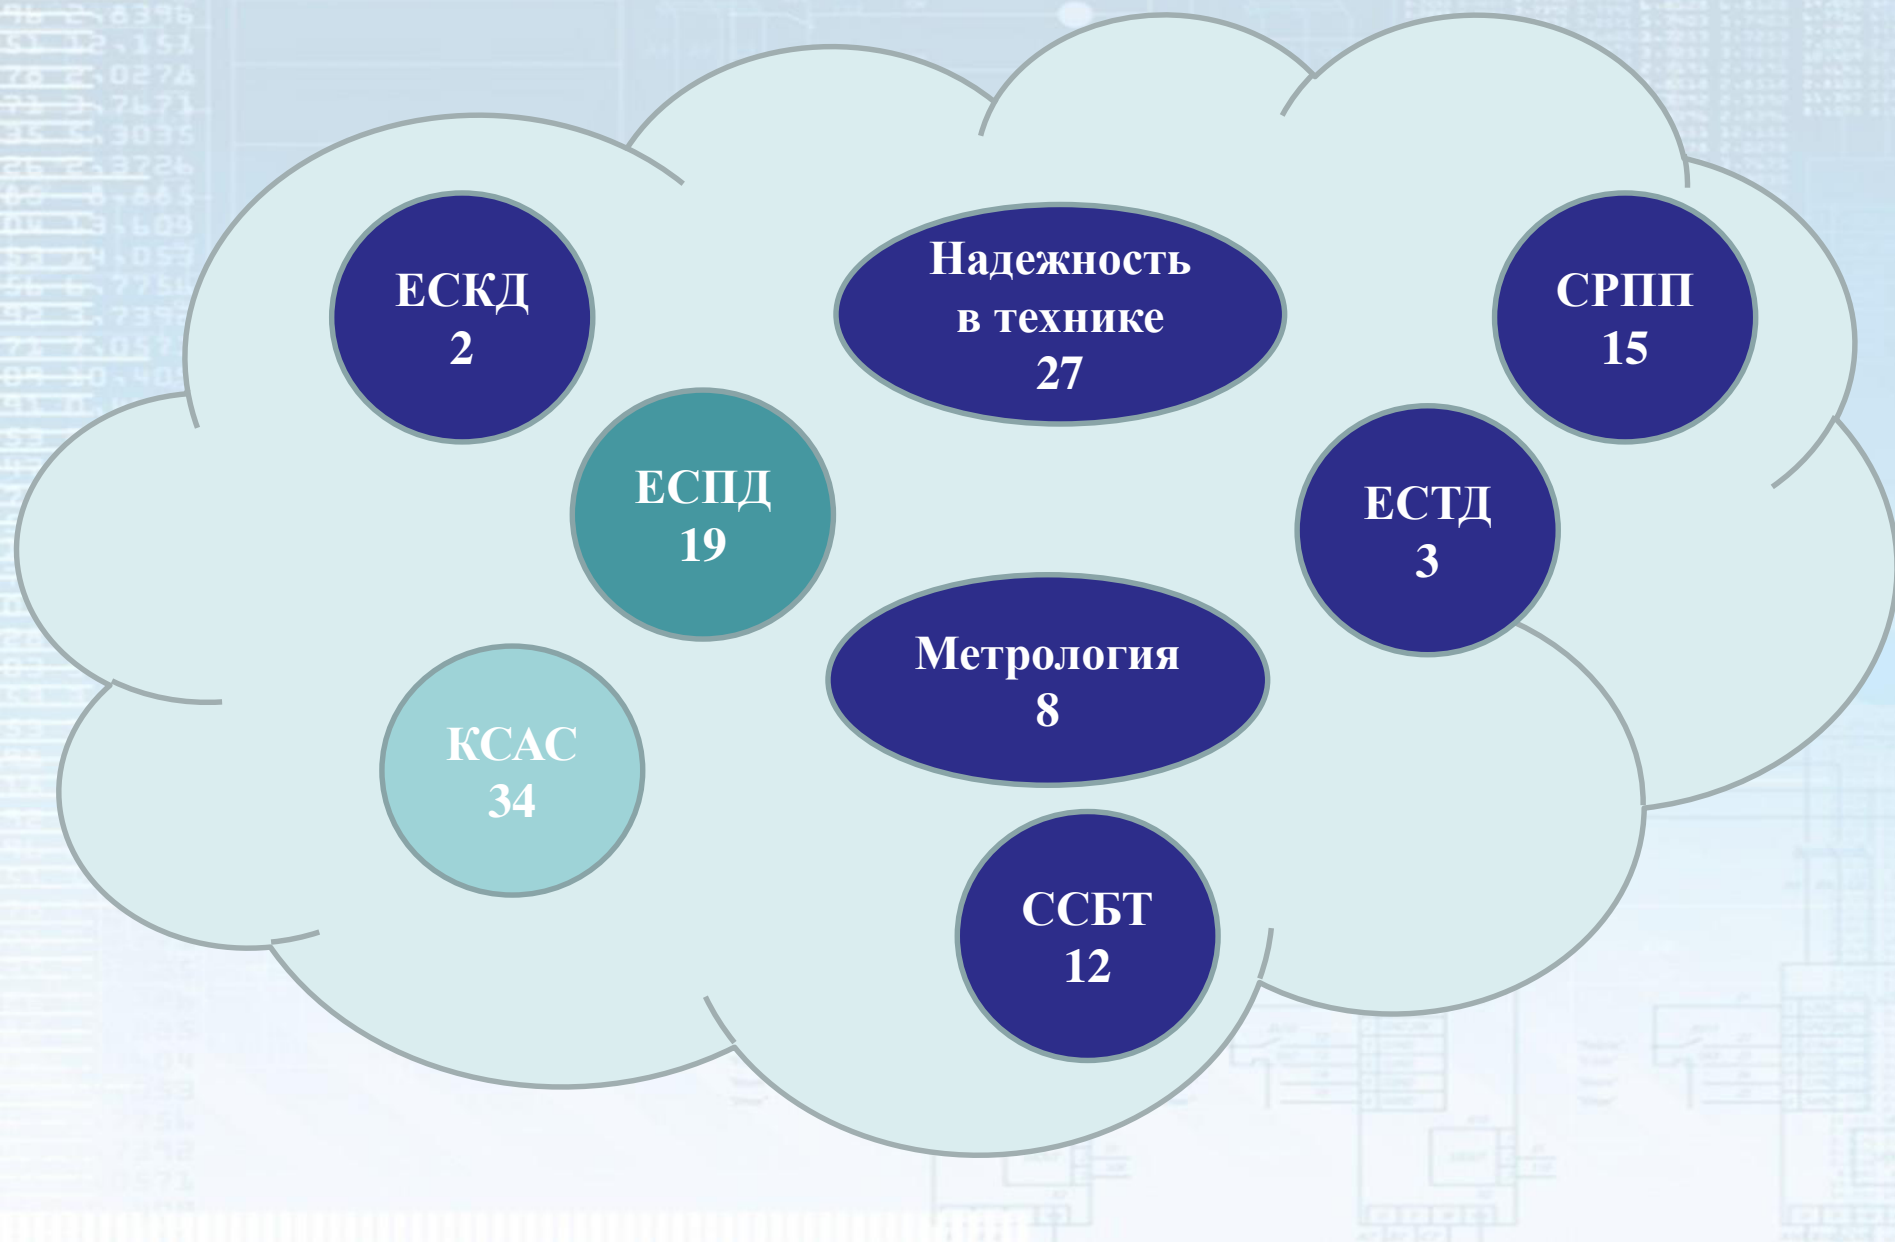 ЕСКД
2
Надежность
в технике
27
СРПП
15
ЕСПД
19
ЕСТД
3
Метрология
8
КСАС
34
ССБТ
12